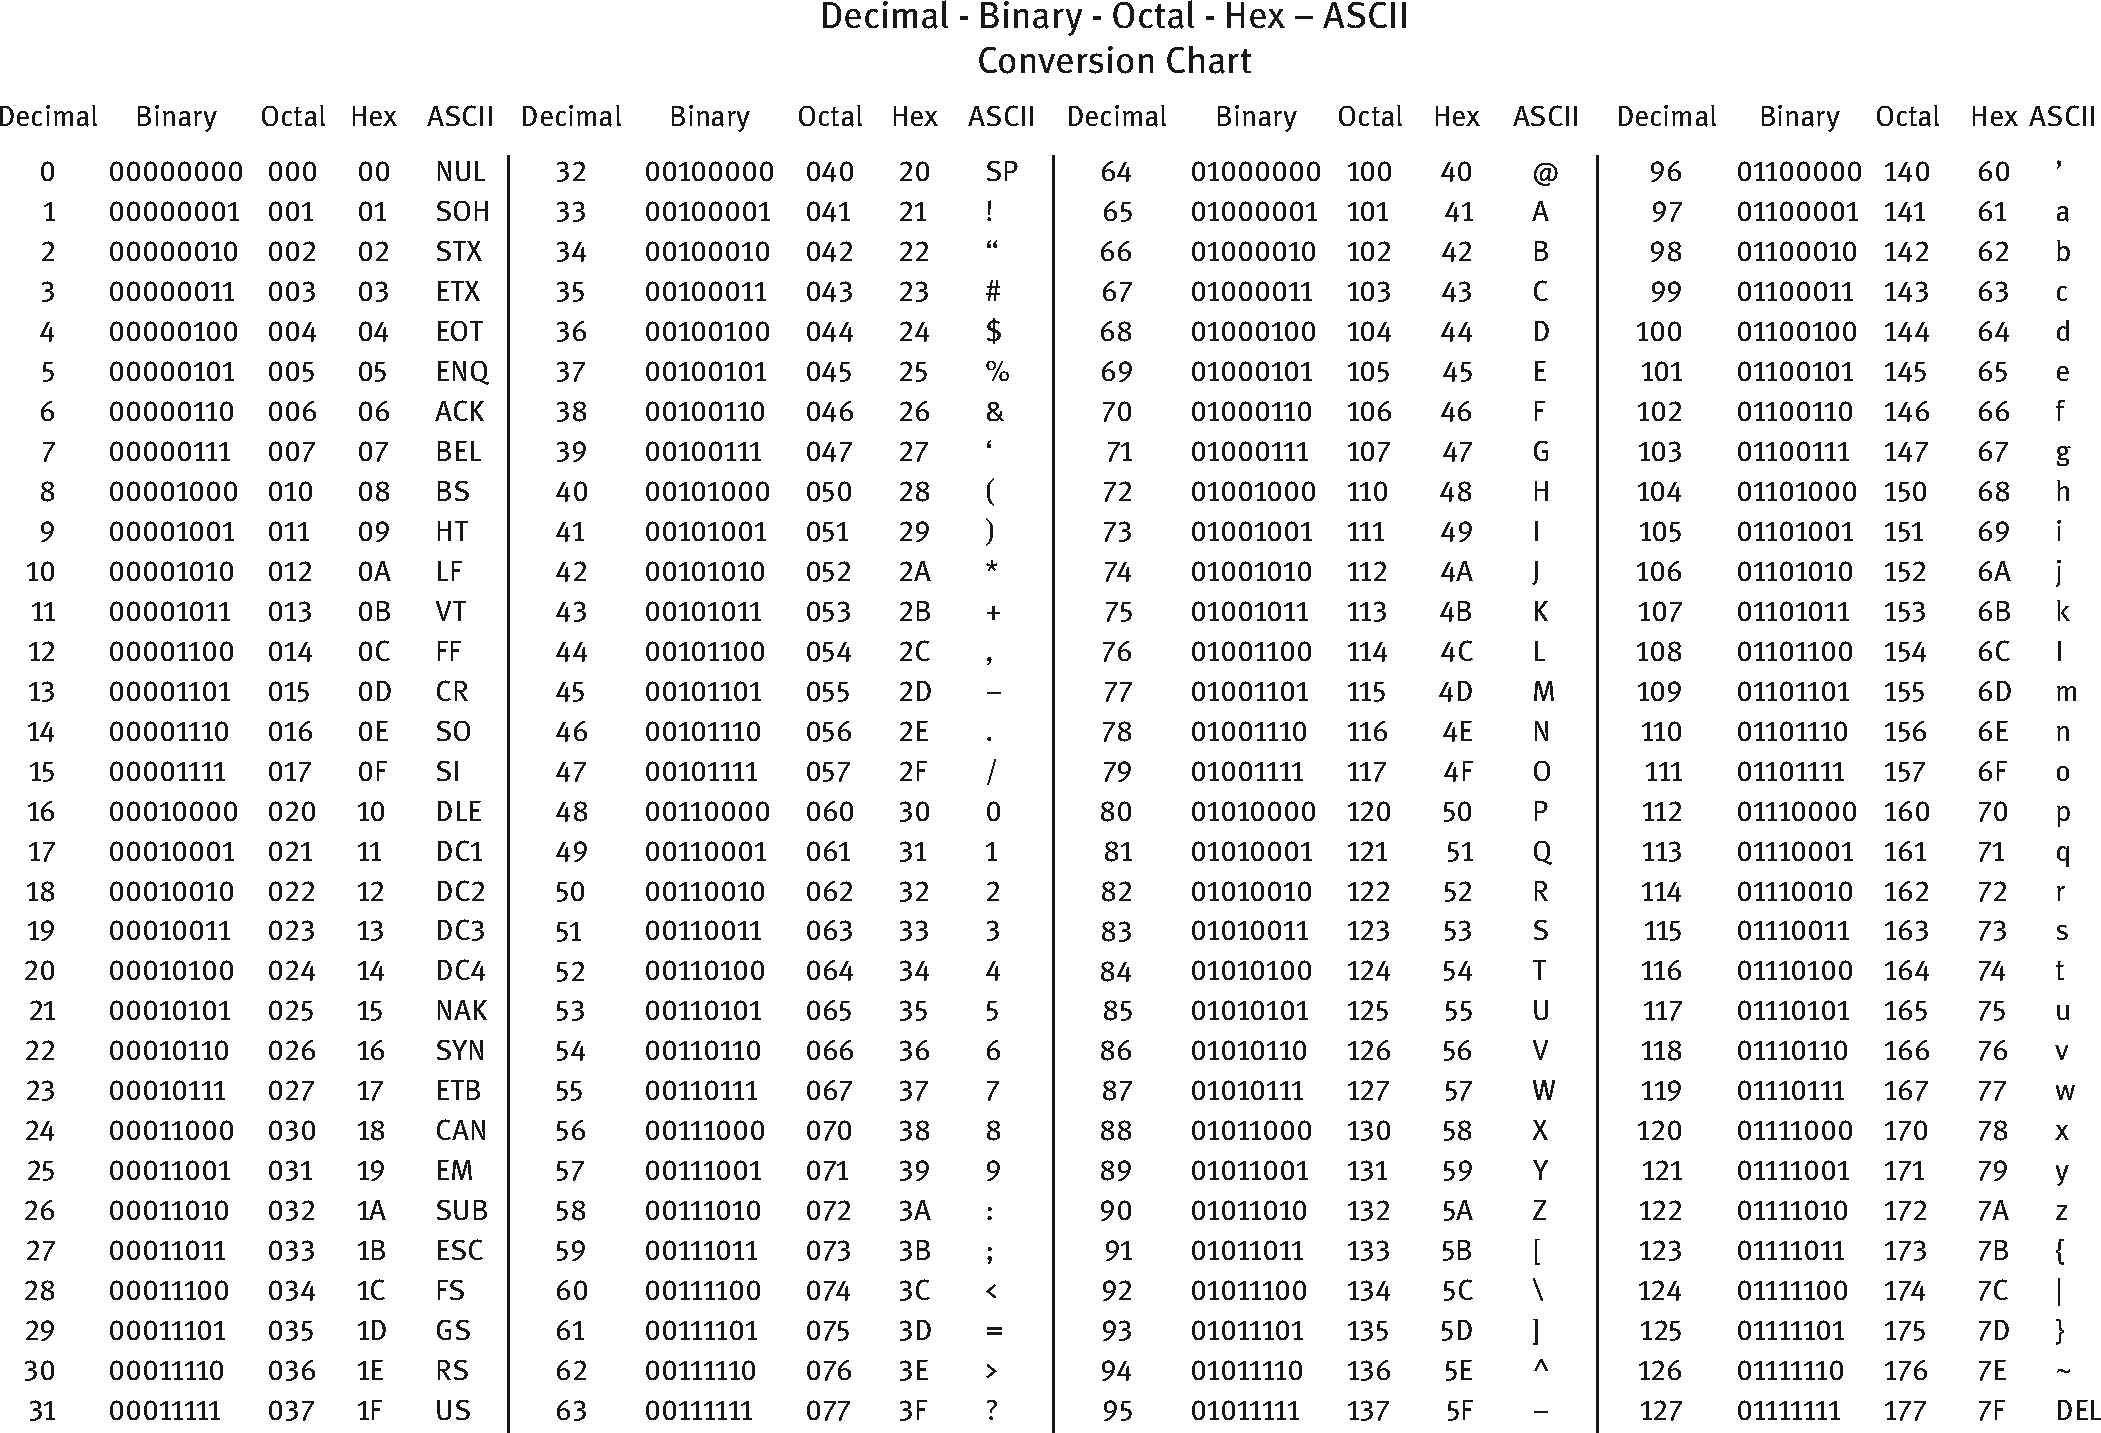 Decimal - Binary - Octal - Hex – ASCII
Conversion Chart
Decimal Binary Octal Hex ASCII Decimal Binary Octal Hex ASCII Decimal Binary Octal Hex ASCII Decimal Binary Octal Hex ASCII
0 00000000 000 00 NUL 32 00100000 040 20 SP 64 01000000 100 40 @ 96 01100000 140 60 ’
1 00000001 001 01 SOH 33 00100001 041 21 ! 65 01000001 101 41 A 97 01100001 141 61 a
2 00000010 002 02 STX 34 00100010 042 22 “ 66 01000010 102 42 B 98 01100010 142 62 b
3 00000011 003 03 ETX 35 00100011 043 23 # 67 01000011 103 43 C 99 01100011 143 63 c
4 00000100 004 04 EOT 36 00100100 044 24 $ 68 01000100 104 44 D 100 01100100 144 64 d
5 00000101 005 05 ENQ 37 00100101 045 25 % 69 01000101 105 45 E 101 01100101 145 65 e
6 00000110 006 06 ACK 38 00100110 046 26 & 70 01000110 106 46 F 102 01100110 146 66 f
7 00000111 007 07 BEL 39 00100111 047 27 ‘ 71 01000111 107 47 G 103 01100111 147 67 g
8 00001000 010 08 BS 40 00101000 050 28 ( 72 01001000 110 48 H 104 01101000 150 68 h
9 00001001 011 09 HT 41 00101001 051 29 ) 73 01001001 111 49 I 105 01101001 151 69 i
10 00001010 012 0A LF 42 00101010 052 2A * 74 01001010 112 4A J 106 01101010 152 6A j
11 00001011 013 0B VT 43 00101011 053 2B + 75 01001011 113 4B K 107 01101011 153 6B k
12 00001100 014 0C FF 44 00101100 054 2C , 76 01001100 114 4C L 108 01101100 154 6C l
13 00001101 015 0D CR 45 00101101 055 2D – 77 01001101 115 4D M 109 01101101 155 6D m
14 00001110 016 0E SO 46 00101110 056 2E . 78 01001110 116 4E N 110 01101110 156 6E n
15 00001111 017 0F SI 47 00101111 057 2F / 79 01001111 117 4F O 111 01101111 157 6F o
16 00010000 020 10 DLE 48 00110000 060 30 0 80 01010000 120 50 P 112 01110000 160 70 p
17 00010001 021 11 DC1 49 00110001 061 31 1 81 01010001 121 51 Q 113 01110001 161 71 q
18 00010010 022 12 DC2 50 00110010 062 32 2 82 01010010 122 52 R 114 01110010 162 72 r
19 00010011 023 13 DC3 51 00110011 063 33 3 83 01010011 123 53 S 115 01110011 163 73 s
20 00010100 024 14 DC4 52 00110100 064 34 4 84 01010100 124 54 T 116 01110100 164 74 t
21 00010101 025 15 NAK 53 00110101 065 35 5 85 01010101 125 55 U 117 01110101 165 75 u
22 00010110 026 16 SYN 54 00110110 066 36 6 86 01010110 126 56 V 118 01110110 166 76 v
23 00010111 027 17 ETB 55 00110111 067 37 7 87 01010111 127 57 W 119 01110111 167 77 w
24 00011000 030 18 CAN 56 00111000 070 38 8 88 01011000 130 58 X 120 01111000 170 78 x
25 00011001 031 19 EM 57 00111001 071 39 9 89 01011001 131 59 Y 121 01111001 171 79 y
26 00011010 032 1A SUB 58 00111010 072 3A : 90 01011010 132 5A Z 122 01111010 172 7A z
27 00011011 033 1B ESC 59 00111011 073 3B ; 91 01011011 133 5B [ 123 01111011 173 7B {
28 00011100 034 1C FS 60 00111100 074 3C < 92 01011100 134 5C \ 124 01111100 174 7C |
29 00011101 035 1D GS 61 00111101 075 3D = 93 01011101 135 5D ] 125 01111101 175 7D }
30 00011110 036 1E RS 62 00111110 076 3E > 94 01011110 136 5E ^ 126 01111110 176 7E ~
31 00011111 037 1F US 63 00111111 077 3F ? 95 01011111 137 5F – 127 01111111 177 7F DEL